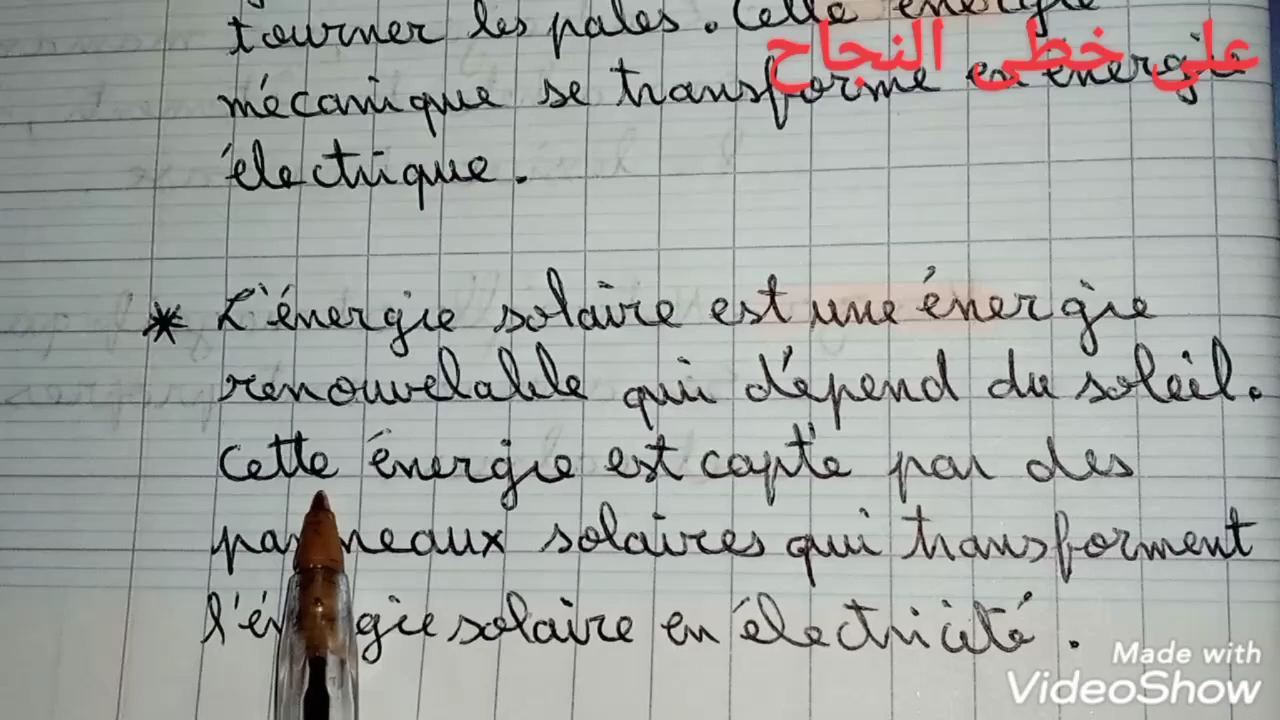 tourner les pales. Cette énergie
على خطى النجاح
mécanique se transforme en énergie
électrique.
* L'énergie solaire est une énergie
renouvelable qui dépend du soleil.
Cette énergie est capté par des
panneaux solaires qui transforment
l'énergie solaire en électricité.
Made with
VideoShow